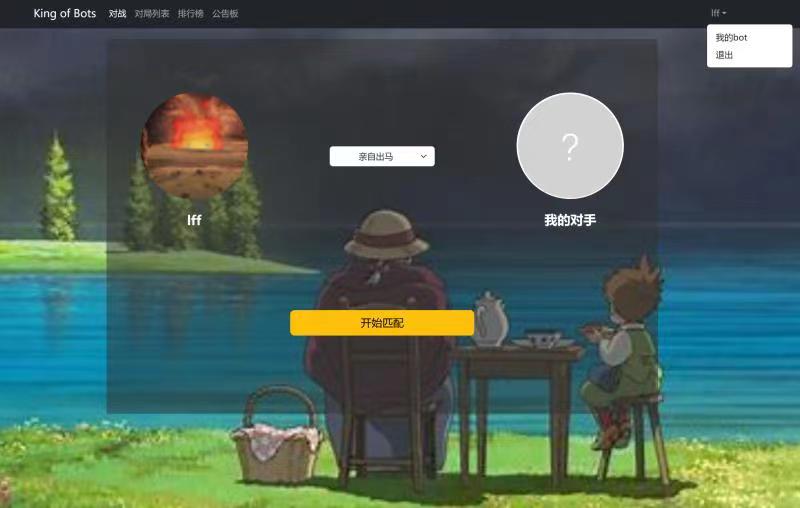 King of Bots 对战 对局列表 排行榜 公告板 lff
我的bot
退出
亲自出马
?
lff
我的对手
开始匹配